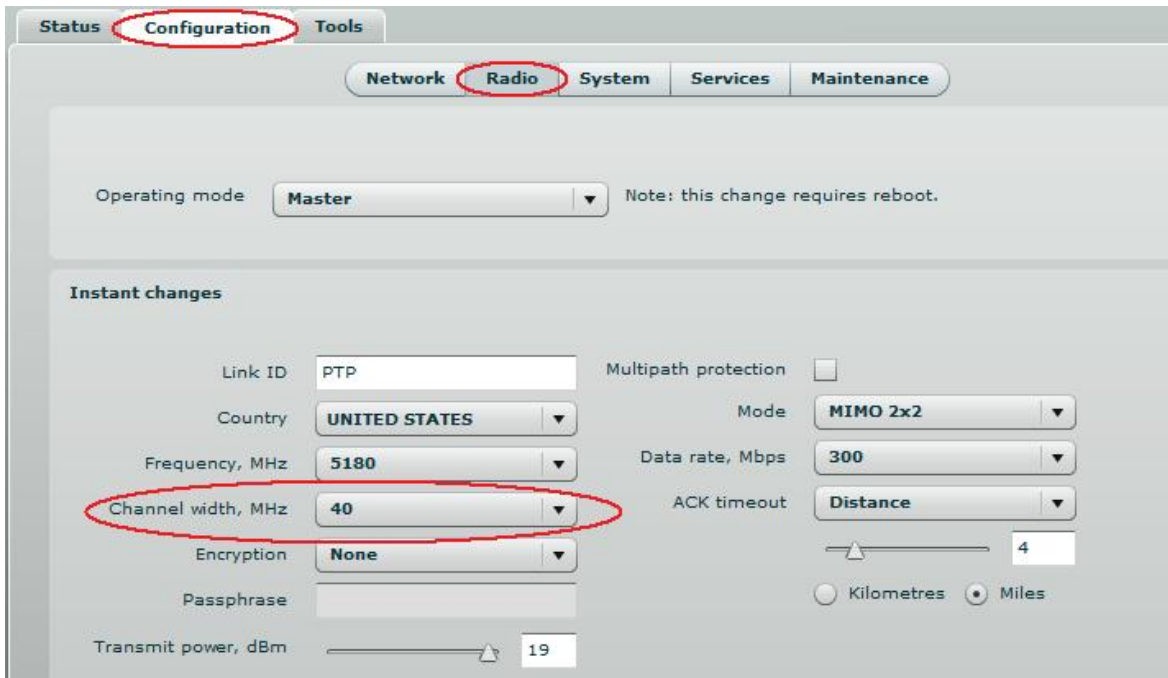 Status Configuration Tools
Network Radio System Services Maintenance
Operating mode Master Note: this change requires reboot.
Instant changes
Link ID PTP
Country UNITED STATES
Frequency, MHz 5180
Channel width, MHz 40
Encryption None
Passphrase
Transmit power, dBm 19
Multipath protection
Mode MIMO 2x2
Data rate, Mbps 300
ACK timeout Distance
4
Kilometres Miles